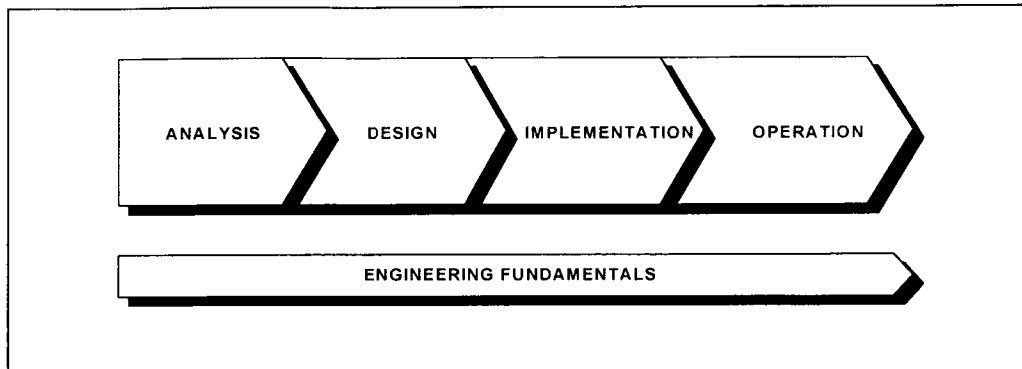 ANALYSIS DESIGN IMPLEMENTATION OPERATION
ENGINEERING FUNDAMENTALS